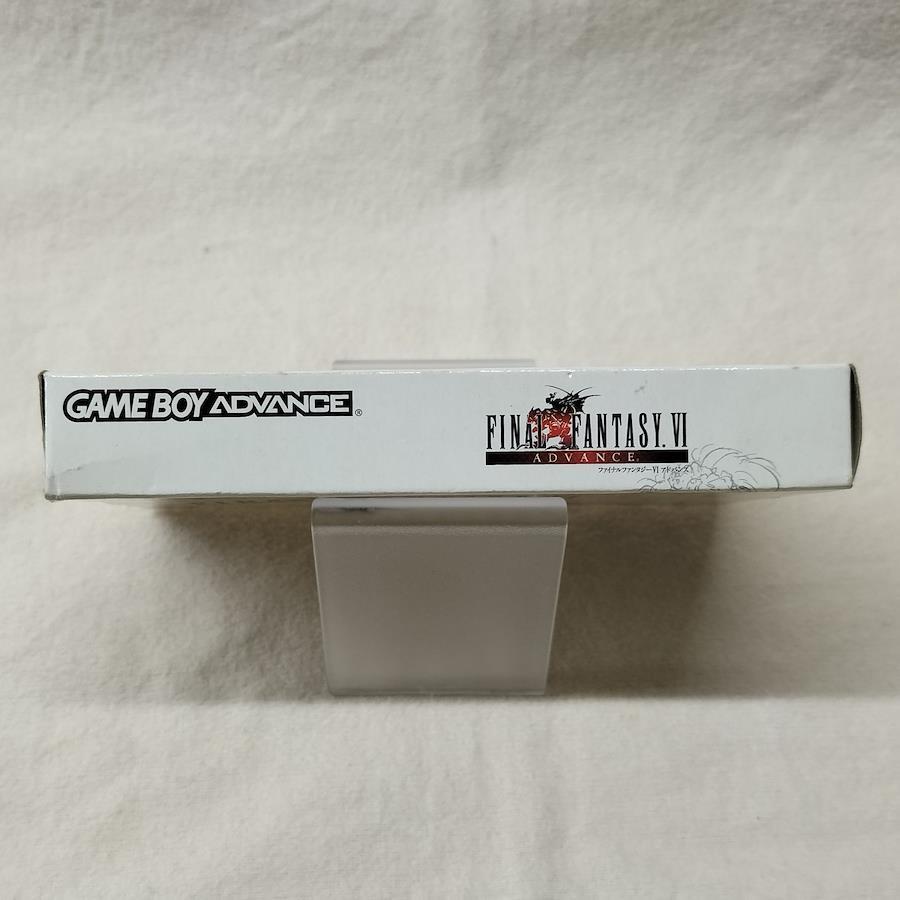 GAME BOY ADVANCE®
FINAL FANTASY. VI
ADVANCE®
ファイナルファンタジーVI アドバンス